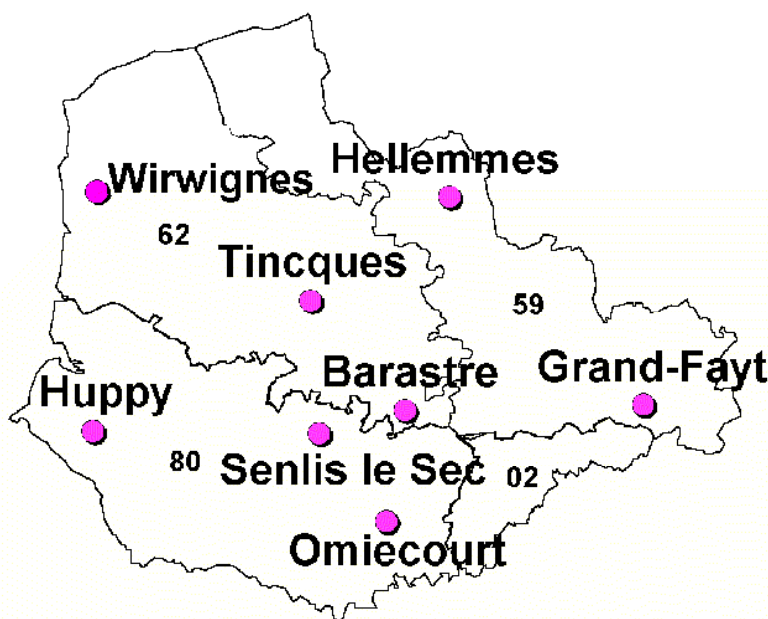 Hellemmes
Wirwignes
62
Tincques
59
Barastre
Grand-Fayt
Huppy
80
Senlis le Sec
02
Omiecourt